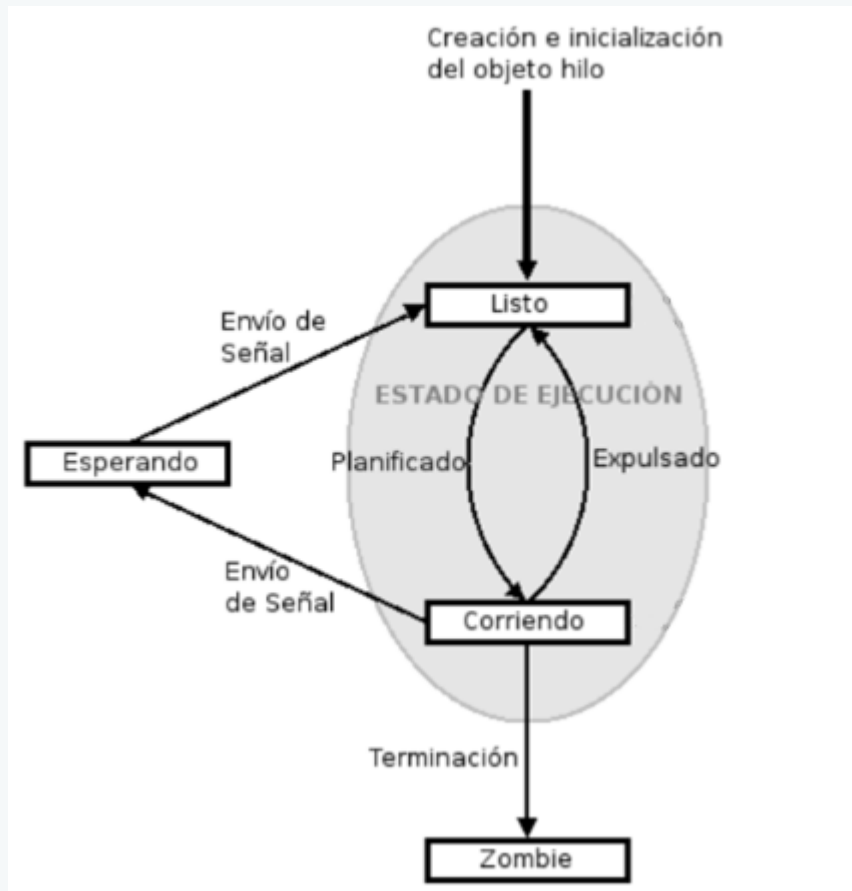 Creación e inicialización
del objeto hilo
Listo
Envío de
Señal
ESTADO DE EJECUCIÓN
Esperando
Planificado
Expulsado
Envío
de Señal
Corriendo
Terminación
Zombie